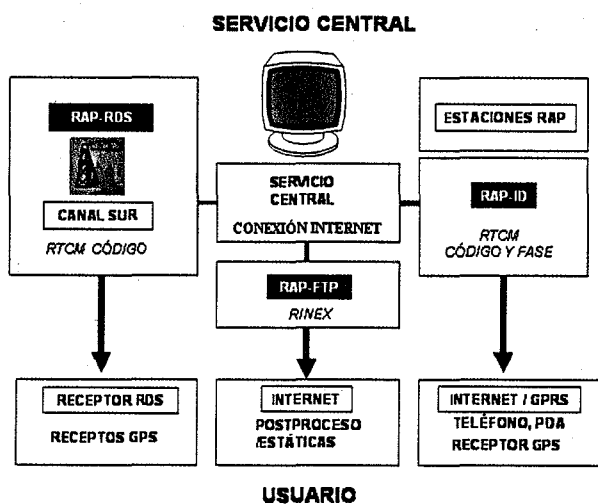 SERVICIO CENTRAL
RAP-RDS
CANAL SUR
RTCM CÓDIGO
SERVICIO
CENTRAL
CONEXIÓN INTERNET
RAP-FTP
RINEX
ESTACIONES RAP
RAP-ID
RTCM
CÓDIGO Y FASE
RECEPTOR RDS
RECEPTOS GPS
INTERNET
POSTPROCESO
/ESTÁTICAS
INTERNET / GPRS
TELÉFONO, PDA
RECEPTOR GPS
USUARIO